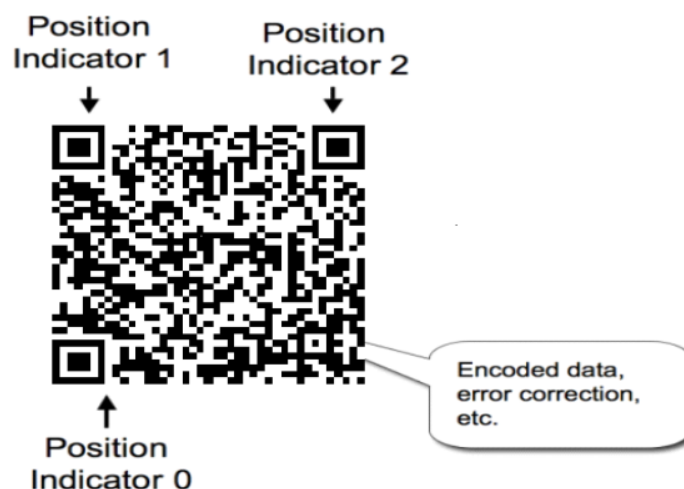 Position
Indicator 1
Position
Indicator 2
Encoded data,
error correction,
etc.
Position
Indicator 0